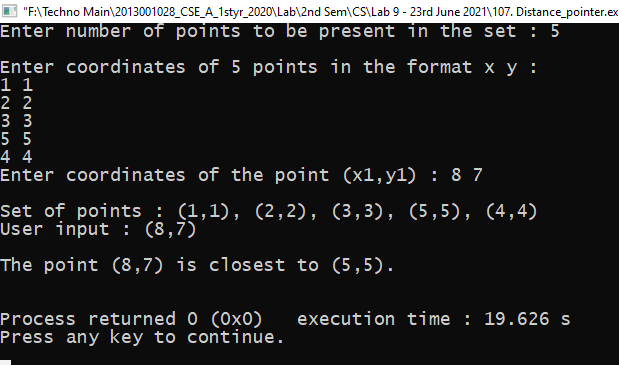 "F:\Techno Main\2013001028_CSE_A_1styr_2020\Lab\2nd Sem\CS\Lab 9 - 23rd June 2021\107. Distance_pointer.ex
Enter number of points to be present in the set : 5
Enter coordinates of 5 points in the format x y :
1 1
2 2
3 3
5 5
4 4
Enter coordinates of the point (x1,y1) : 8 7
Set of points : (1,1), (2,2), (3,3), (5,5), (4,4)
User input : (8,7)
The point (8,7) is closest to (5,5).
Process returned 0 (0x0)   execution time : 19.626 s
Press any key to continue.